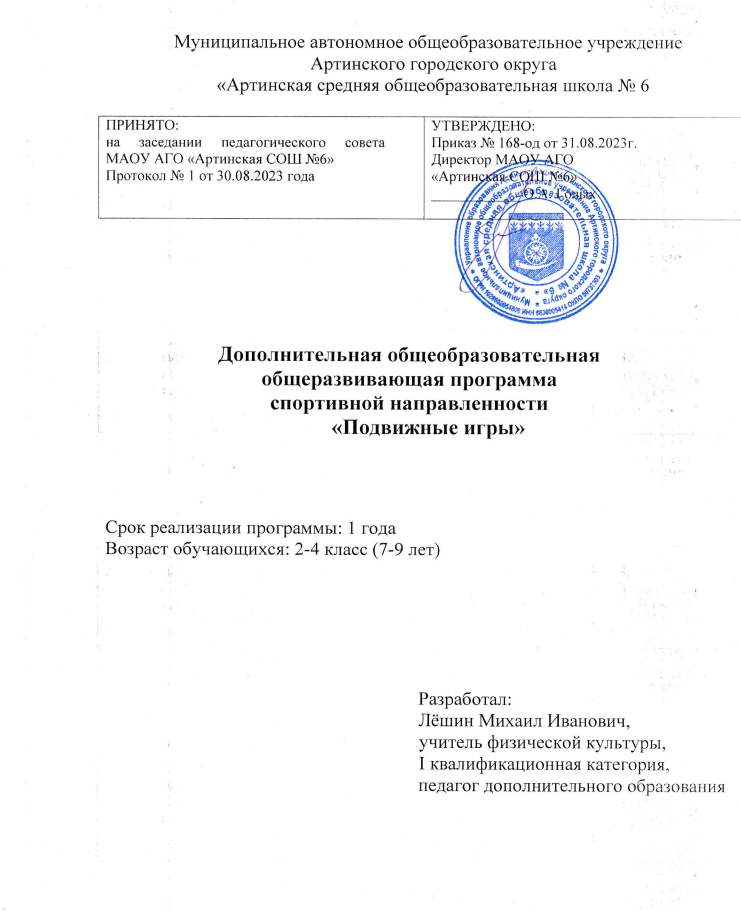 Муниципальное автономное общеобразовательное учреждение
Артинского городского округа
«Артинская средняя общеобразовательная школа № 6
ПРИНЯТО:
на заседании педагогического совета
МАОУ АГО «Артинская СОШ №6»
Протокол № 1 от 30.08.2023 года
УТВЕРЖДЕНО:
Приказ № 168-од от 31.08.2023г.
Директор МАОУ АГО
«Артинская СОШ №6»
Дополнительная общеобразовательная
общеразвивающая программа
спортивной направленности
«Подвижные игры»
Срок реализации программы: 1 года
Возраст обучающихся: 2-4 класс (7-9 лет)
Разработал:
Лёшин Михаил Иванович,
учитель физической культуры,
I квалификационная категория,
педагог дополнительного образования